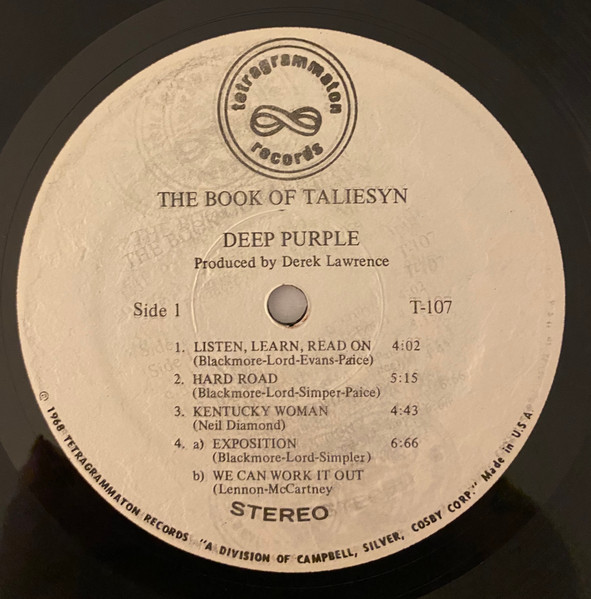 tetragrammaton
records
THE BOOK OF TALIESYN
DEEP PURPLE
Produced by Derek Lawrence
Side 1 T-107
1. LISTEN, LEARN, READ ON 4:02
(Blackmore-Lord-Evans-Paice)
2. HARD ROAD 5:15
(Blackmore-Lord-Simper-Paice)
3. KENTUCKY WOMAN 4:43
(Neil Diamond)
4. a) EXPOSITION 6:66
(Blackmore-Lord-Simpler)
b) WE CAN WORK IT OUT
(Lennon-McCartney
STEREO
℗ 1968 TETRAGRAMMATON RECORDS "A DIVISION OF CAMPBELL, SILVER, COSBY CORP." Made in U.S.A.